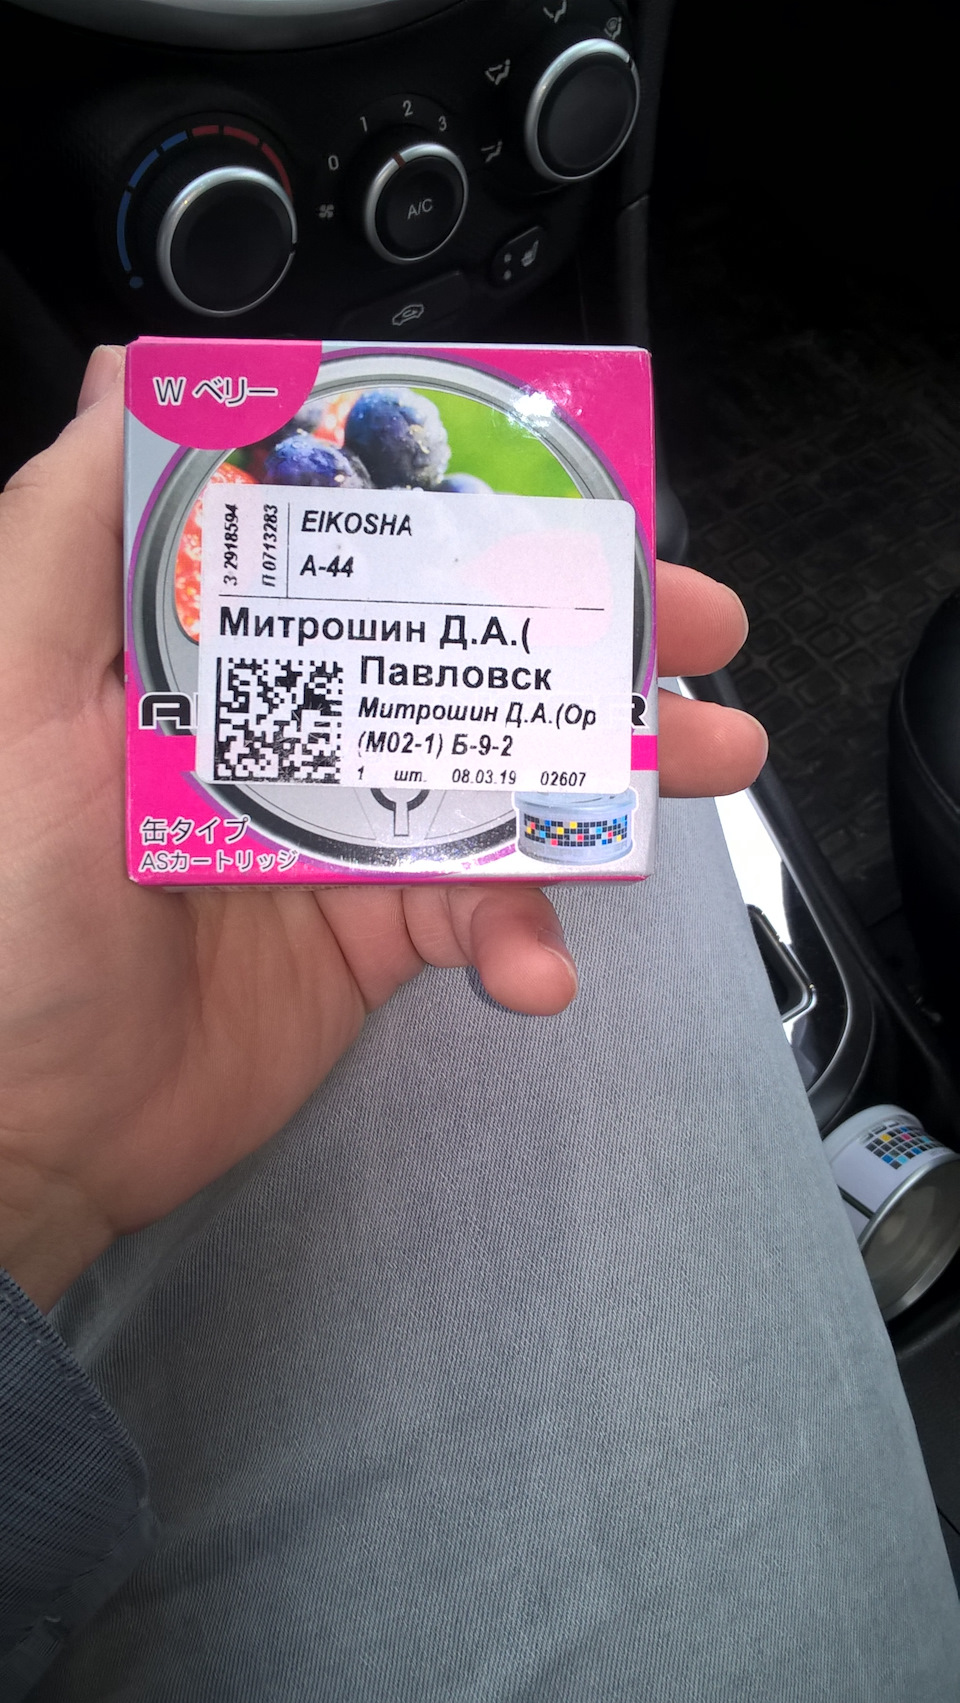 1 2 3
0
A/C
W ベリー
З 2918594
П 0713283
EIKOSHA
A-44
Митрошин Д.А.(
Павловск
Митрошин Д.А.(Ор
(М02-1) Б-9-2
1 шт. 08.03.19 02607
缶タイプ
ASカートリッジ